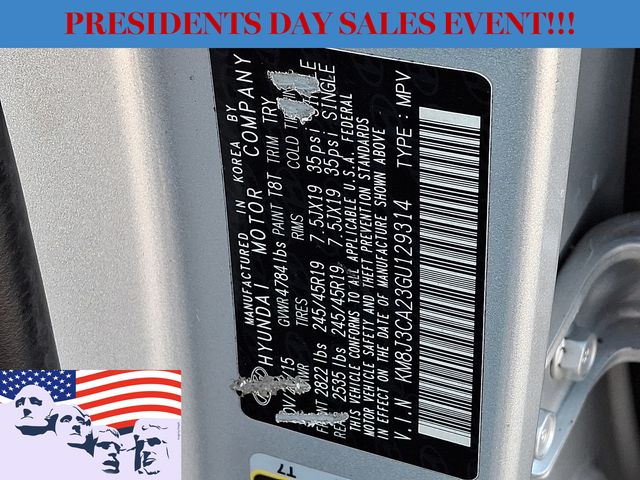 PRESIDENTS DAY SALES EVENT!!!
MANUFACTURED IN KOREA BY
HYUNDAI MOTOR COMPANY
GVWR 4784 lbs PAINT T8T TRIM TRY
TIRES RIMS COLD
2822 lbs 245/45R19 7.5JX19 35psi
2535 lbs 245/45R19 7.5JX19 35psi SINGLE
THIS VEHICLE CONFORMS TO ALL APPLICABLE U.S.A. FEDERAL
MOTOR VEHICLE SAFETY AND THEFT PREVENTION STANDARDS
IN EFFECT ON THE DATE OF MANUFACTURE SHOWN ABOVE
V.I.N KM8J3CA23GU129314 TYPE : MPV
T7